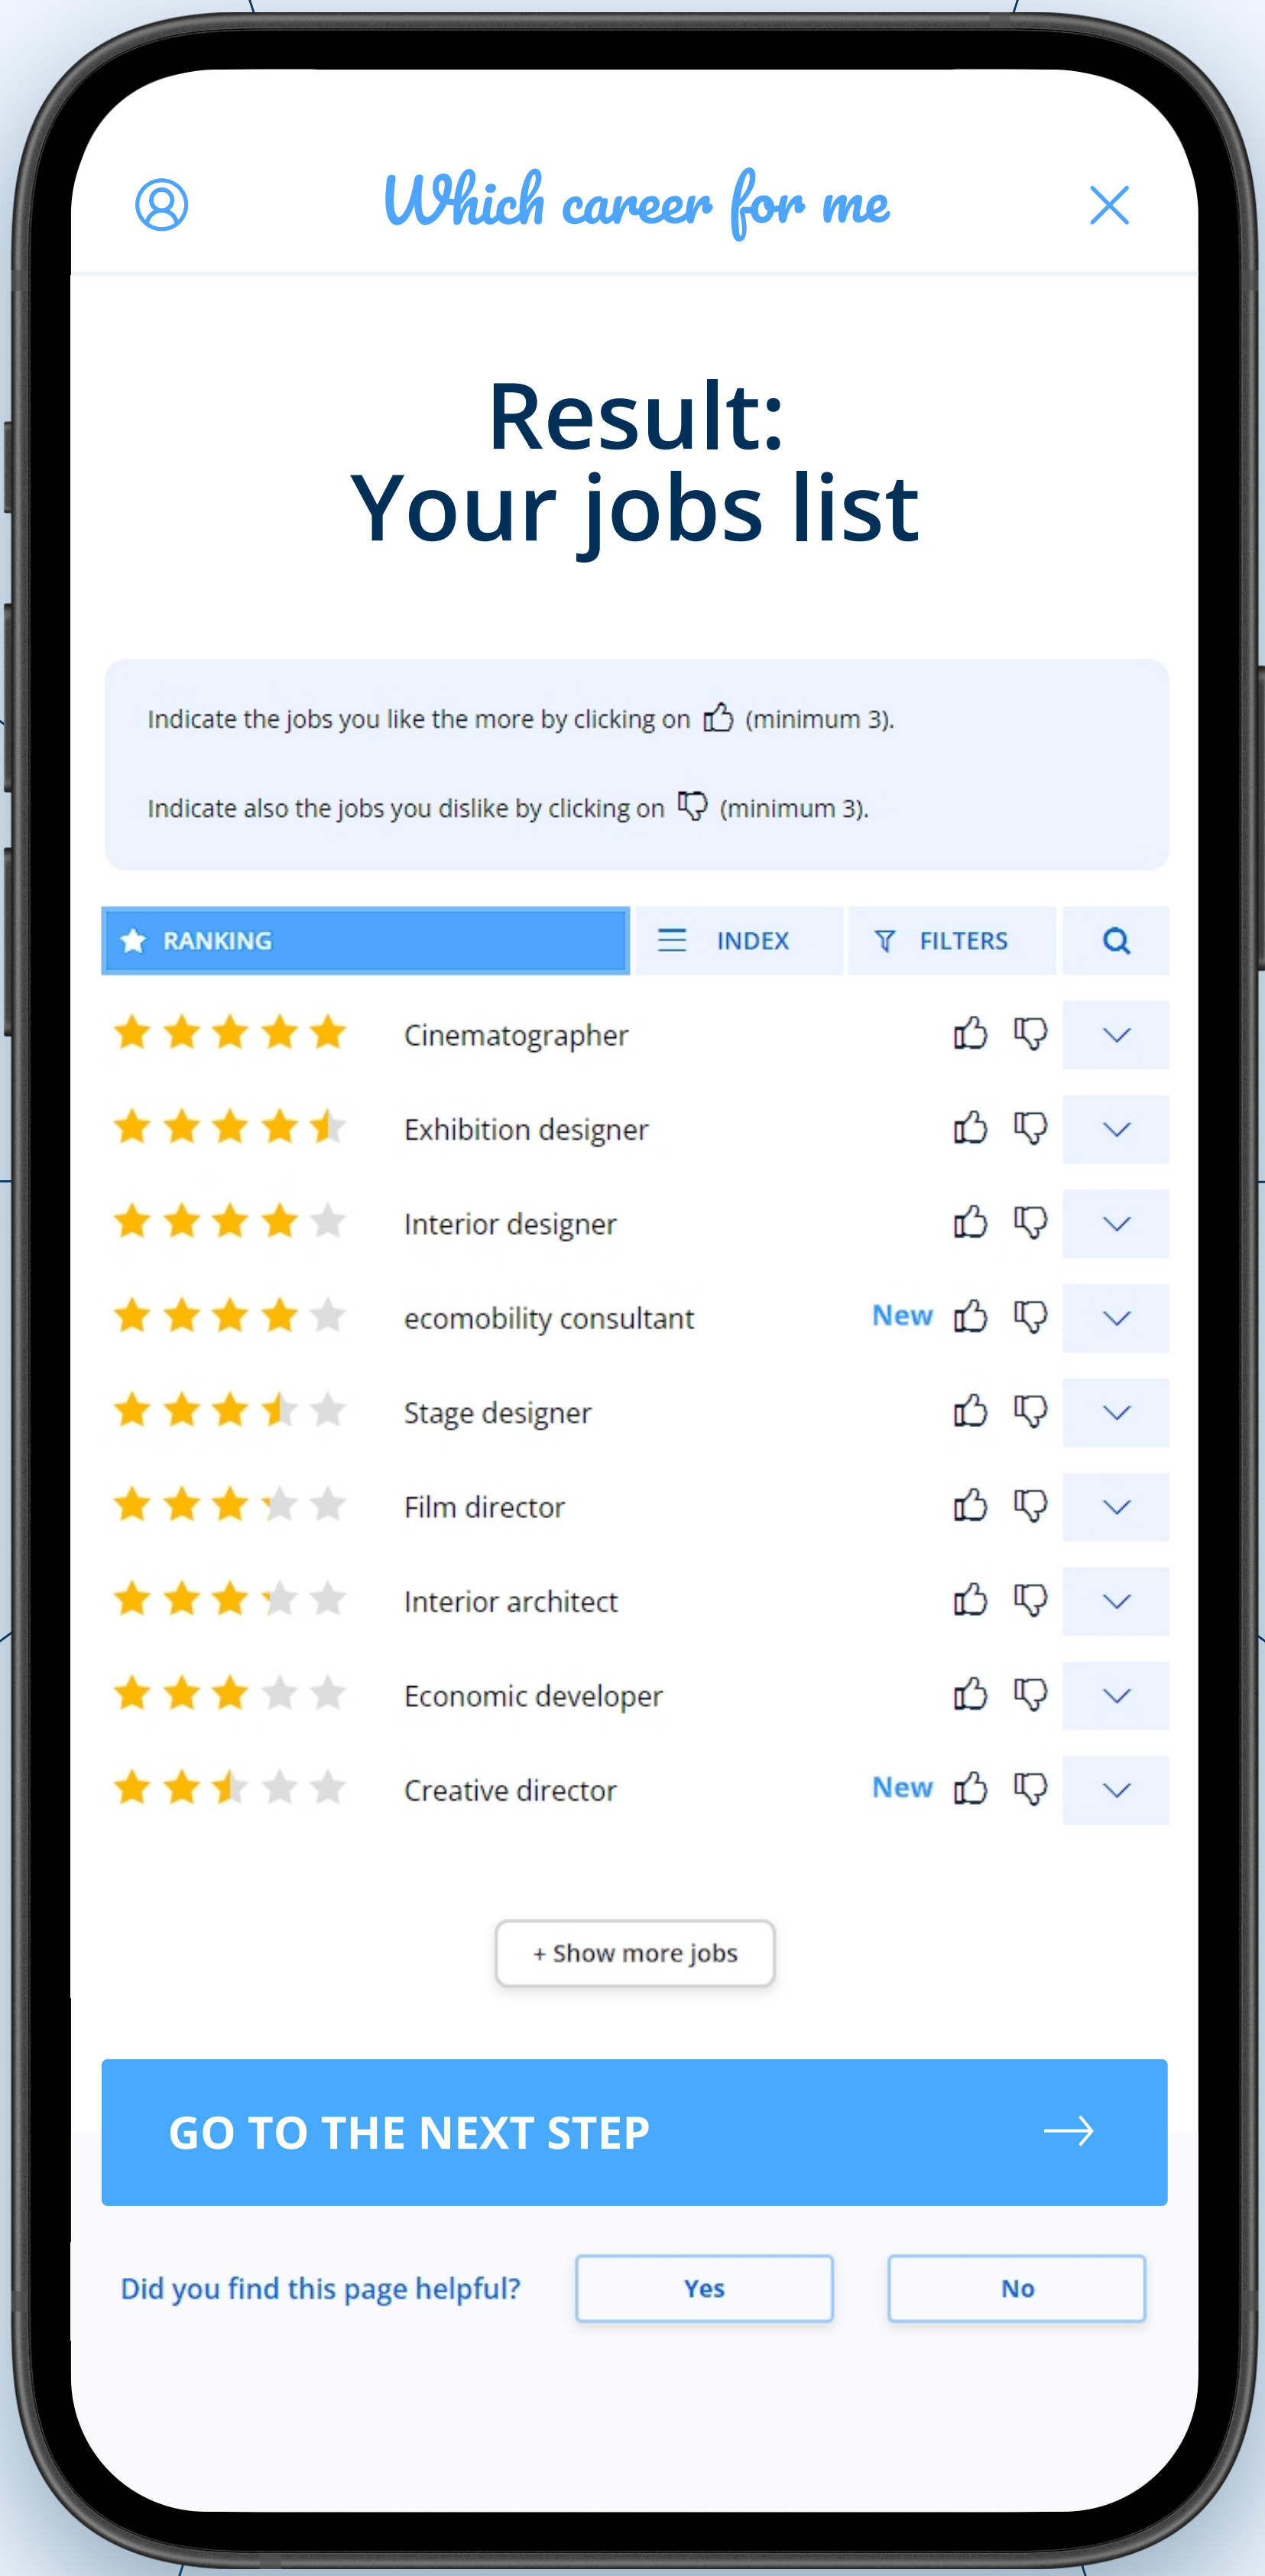 Which career for me
Result:
Your jobs list
Indicate the jobs you like the more by clicking on (minimum 3).
Indicate also the jobs you dislike by clicking on (minimum 3).
RANKING INDEX FILTERS
Cinematographer
Exhibition designer
Interior designer
ecomobility consultant New
Stage designer
Film director
Interior architect
Economic developer
Creative director New
+ Show more jobs
GO TO THE NEXT STEP
Did you find this page helpful? Yes No